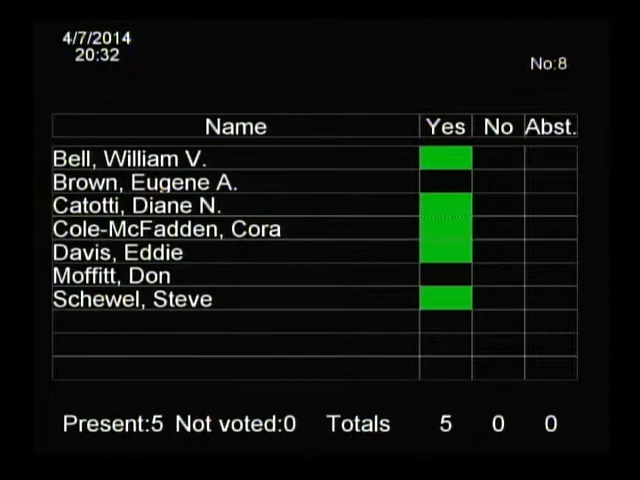 4/7/2014
20:32
No:8
Name Yes No Abst.
Bell, William V.
Brown, Eugene A.
Catotti, Diane N.
Cole-McFadden, Cora
Davis, Eddie
Moffitt, Don
Schewel, Steve
Present:5 Not voted:0 Totals 5 0 0